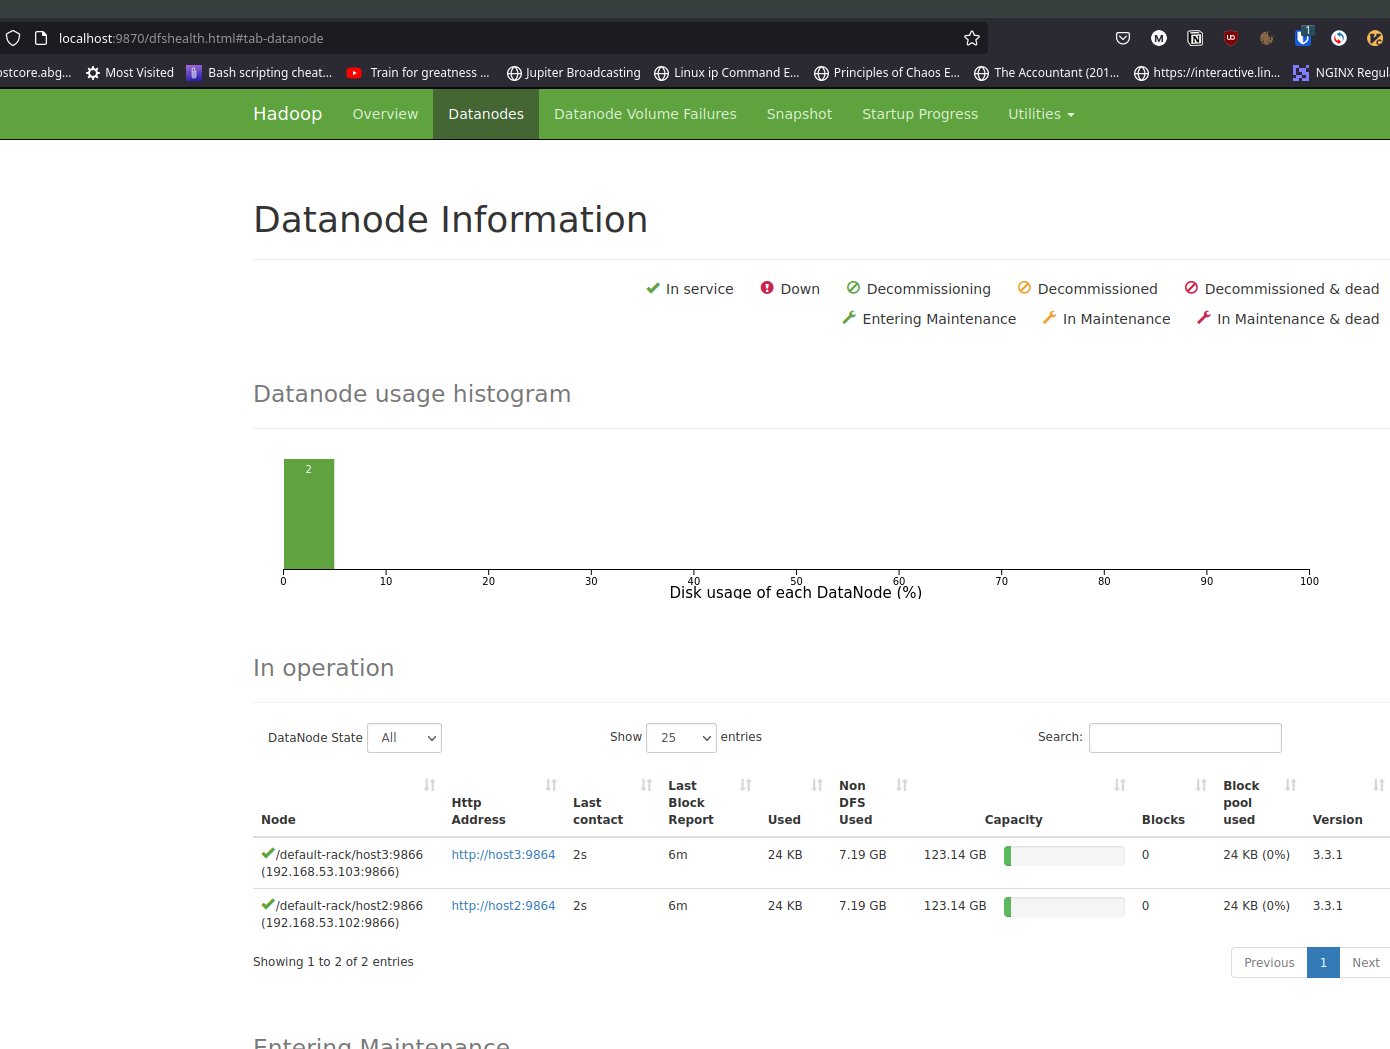 localhost:9870/dfshealth.html#tab-datanode
ostcore.abg... Most Visited Bash scripting cheat... Train for greatness ... Jupiter Broadcasting Linux ip Command E... Principles of Chaos E... The Accountant (201... https://interactive.lin... NGINX Regul
Hadoop Overview Datanodes Datanode Volume Failures Snapshot Startup Progress Utilities
Datanode Information
In service Down Decommissioning Decommissioned Decommissioned & dead
Entering Maintenance In Maintenance In Maintenance & dead
Datanode usage histogram
2
0 10 20 30 40 50 60 70 80 90 100
Disk usage of each DataNode (%)
In operation
DataNode State All Show 25 entries Search:
Node Http Address Last contact Last Block Report Used Non DFS Used Capacity Blocks Block pool used Version
/default-rack/host3:9866 http://host3:9864 2s 6m 24 KB 7.19 GB 123.14 GB 0 24 KB (0%) 3.3.1
(192.168.53.103:9866)
/default-rack/host2:9866 http://host2:9864 2s 6m 24 KB 7.19 GB 123.14 GB 0 24 KB (0%) 3.3.1
(192.168.53.102:9866)
Showing 1 to 2 of 2 entries Previous 1 Next
Entering Maintenance